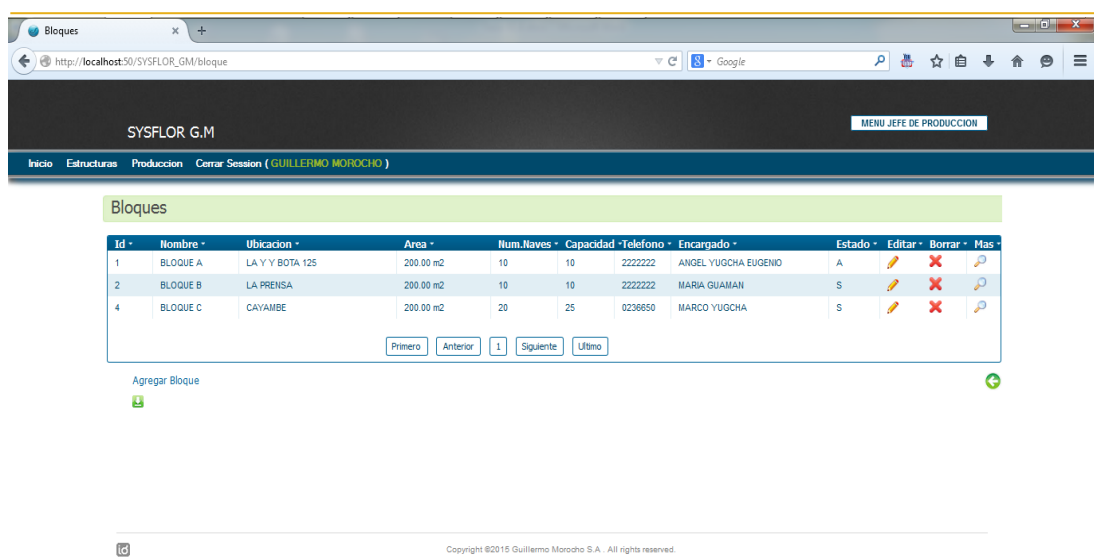 Bloques
http://localhost:50/SYSFLOR_GM/bloque
Google
SYSFLOR G.M
MENU JEFE DE PRODUCCION
Inicio Estructuras Produccion Cerrar Session ( GUILLERMO MOROCHO )
Bloques
Id Nombre Ubicacion Area Num.Naves Capacidad Telefono Encargado Estado Editar Borrar Mas
1 BLOQUE A LA Y Y BOTA 125 200.00 m2 10 10 2222222 ANGEL YUGCHA EUGENIO A
2 BLOQUE B LA PRENSA 200.00 m2 10 10 2222222 MARIA GUAMAN S
4 BLOQUE C CAYAMBE 200.00 m2 20 25 0236650 MARCO YUGCHA S
Primero Anterior 1 Siguiente Ultimo
Agregar Bloque
Copyright ©2015 Guillermo Morocho S.A . All rights reserved.